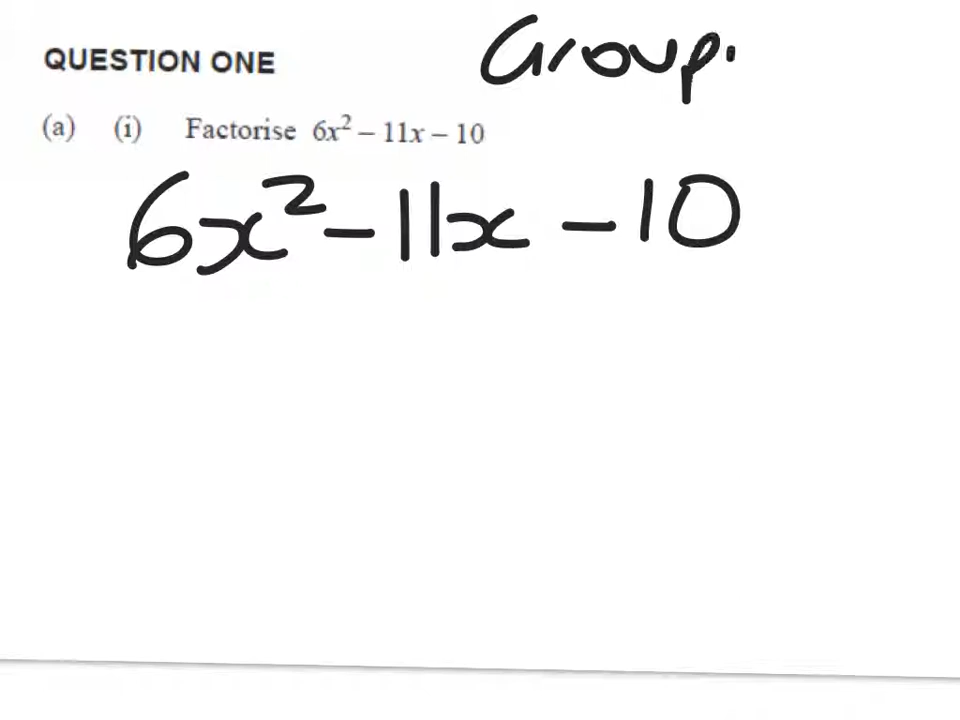 Group.
QUESTION ONE
(a) (i) Factorise 6x² – 11x – 10
6x² – 11x – 10